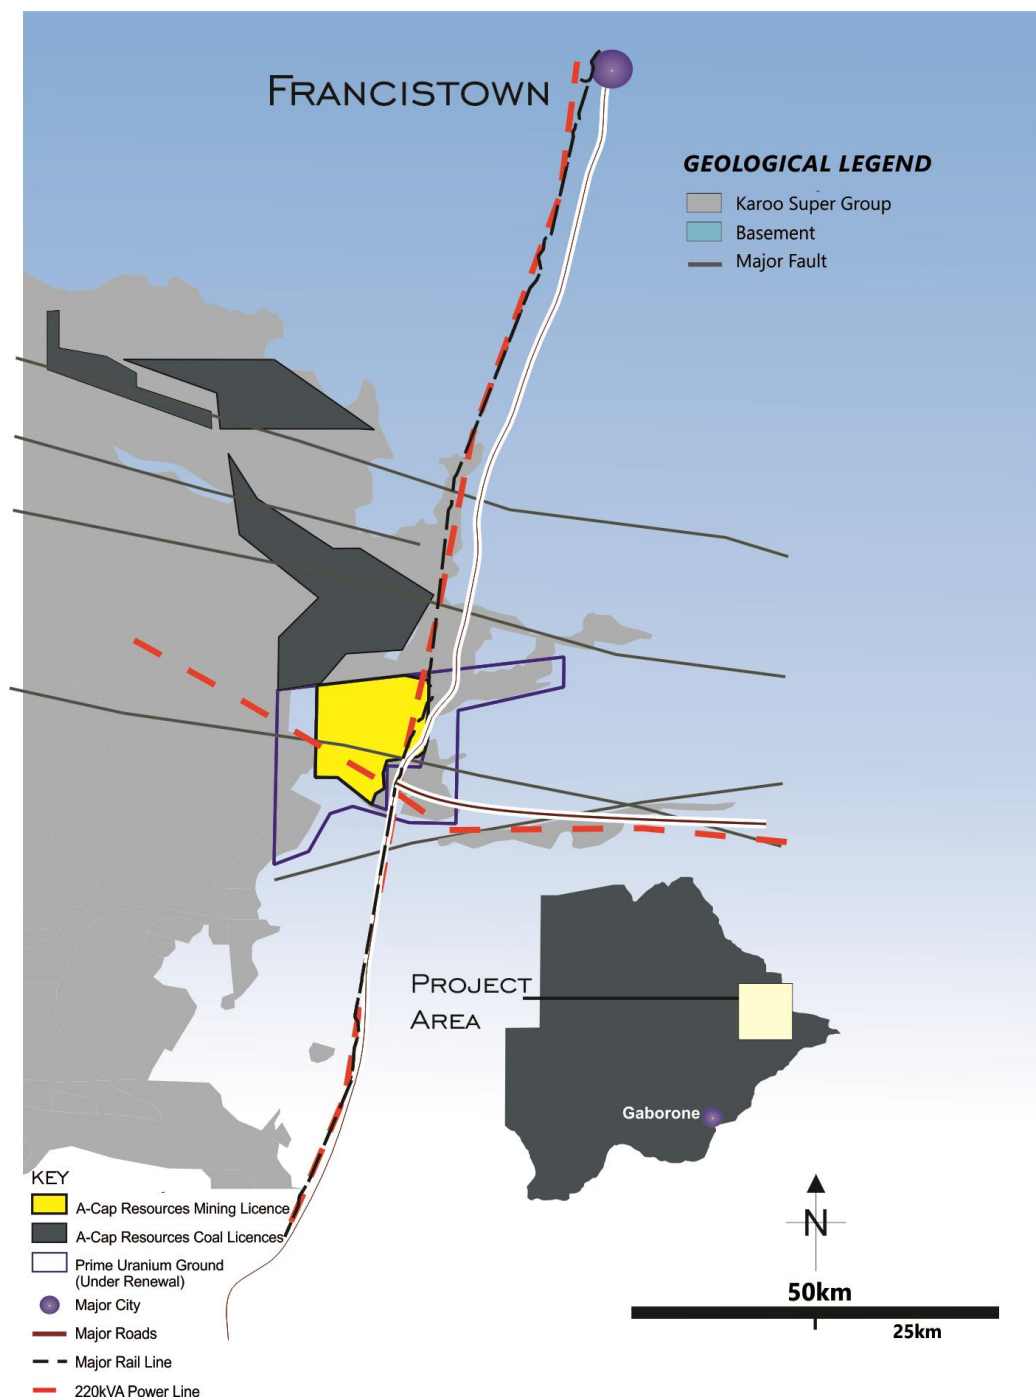 FRANCISTOWN
GEOLOGICAL LEGEND
Karoo Super Group
Basement
Major Fault
PROJECT
AREA
Gaborone
KEY
A-Cap Resources Mining Licence
A-Cap Resources Coal Licences
Prime Uranium Ground
(Under Renewal)
Major City
Major Roads
Major Rail Line
220kVA Power Line
N
50km
25km